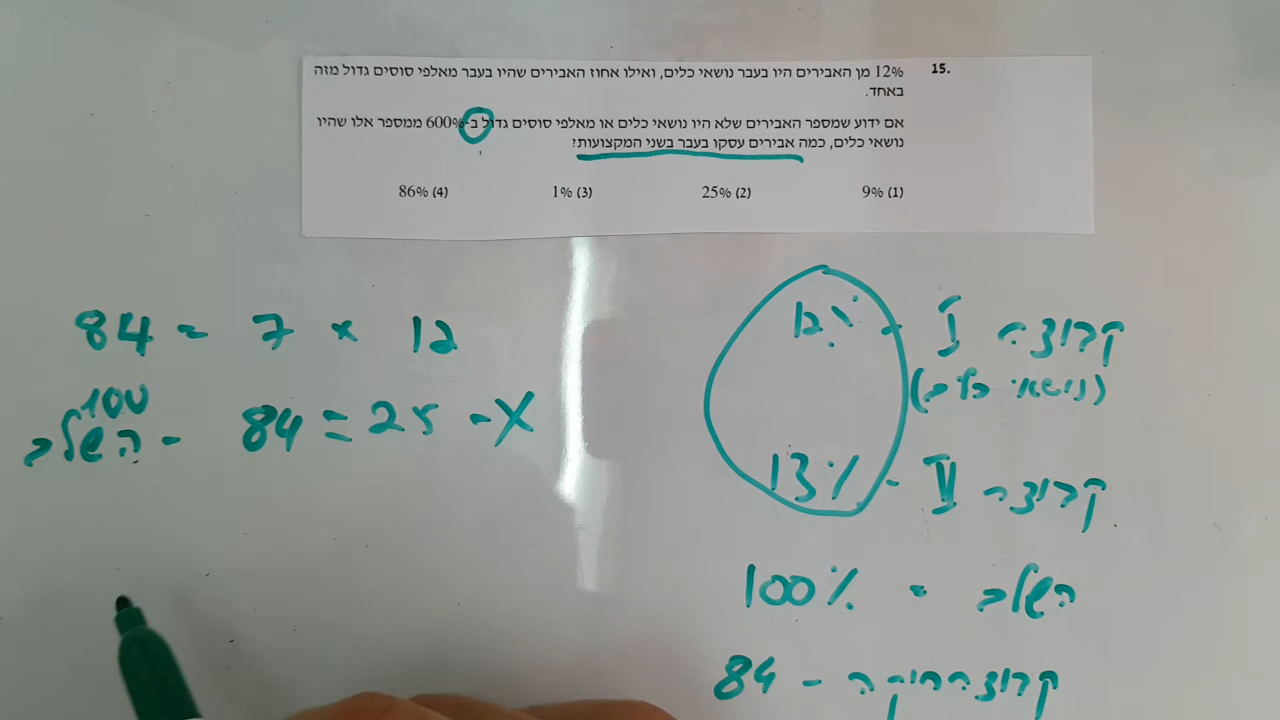 15. 12% מן האבירים היו בעבר נושאי כלים, ואילו אחוז האבירים שהיו בעבר מאלפי סוסים גדול מזה
באחד.
אם ידוע שמספר האבירים שלא היו נושאי כלים או מאלפי סוסים גדול ב-600% ממספר אלו שהיו
נושאי כלים, כמה אבירים עסקו בעבר בשני המקצועות?
(1) 9% (2) 25% (3) 1% (4) 86%
קבוצה I - 12%
(נושאי כלים)
קבוצה II - 13%
השלם = 100%
קבוצה ריקה - 84
84 = 7 x 12
100
השלם - 84 = 25 - X